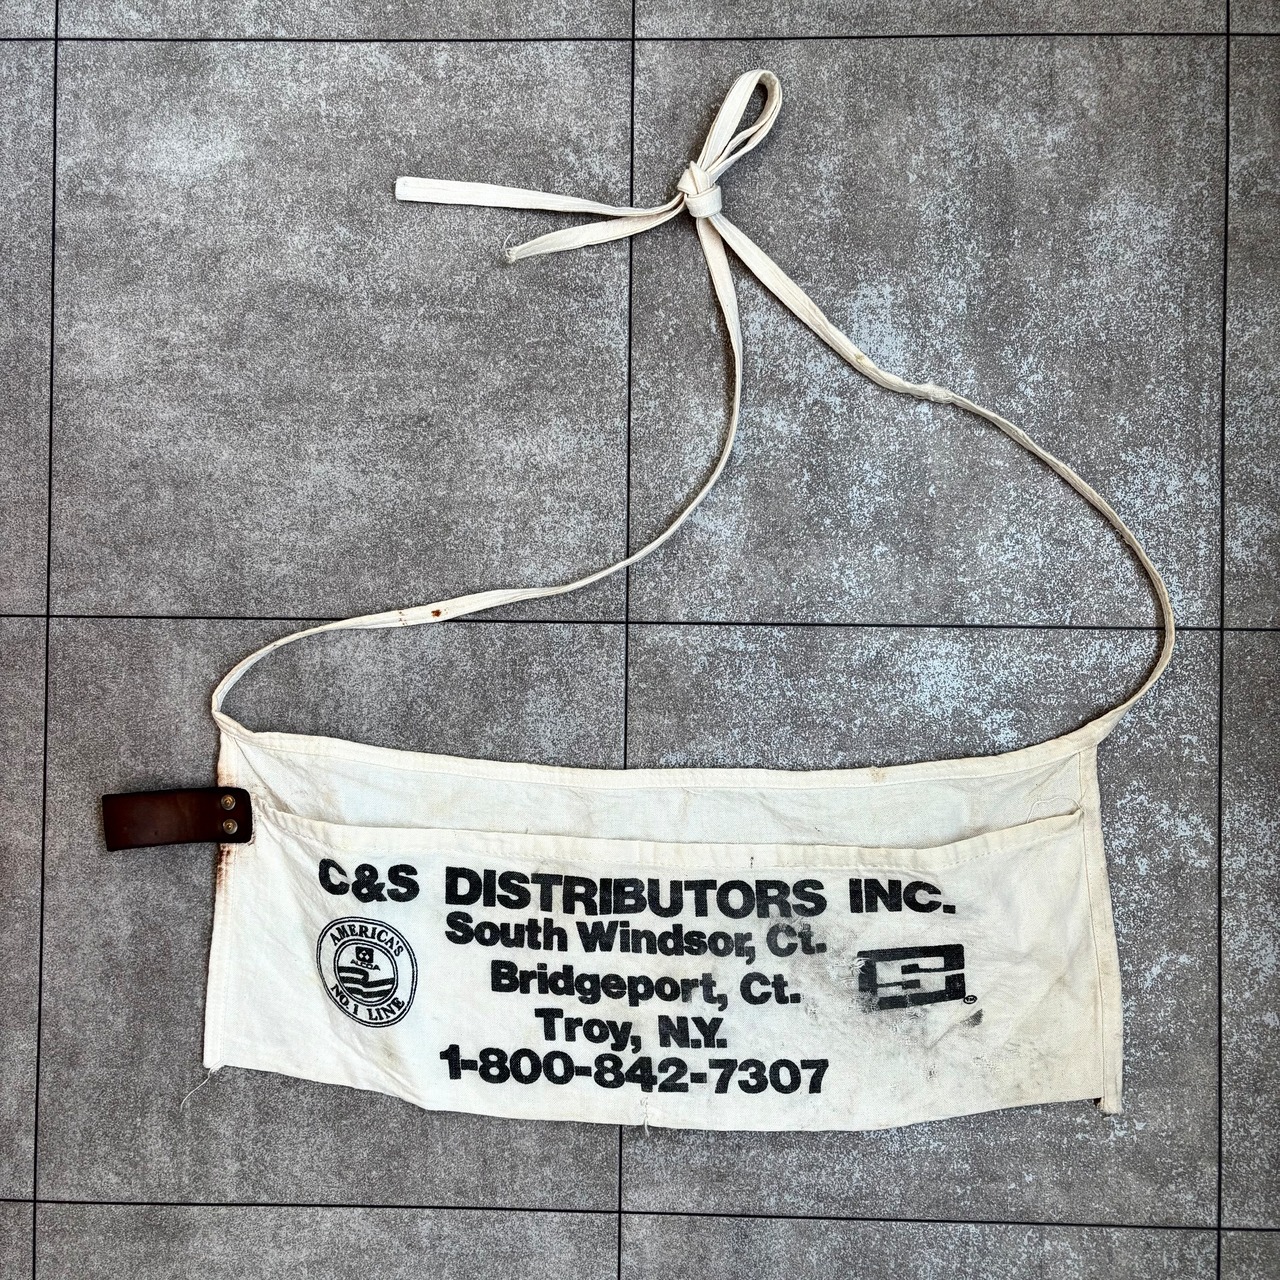 C&S DISTRIBUTORS INC.
South Windsor, Ct.
Bridgeport, Ct.
Troy, N.Y.
1-800-842-7307
AMERICA'S
ALCOA
NO. 1 LINE